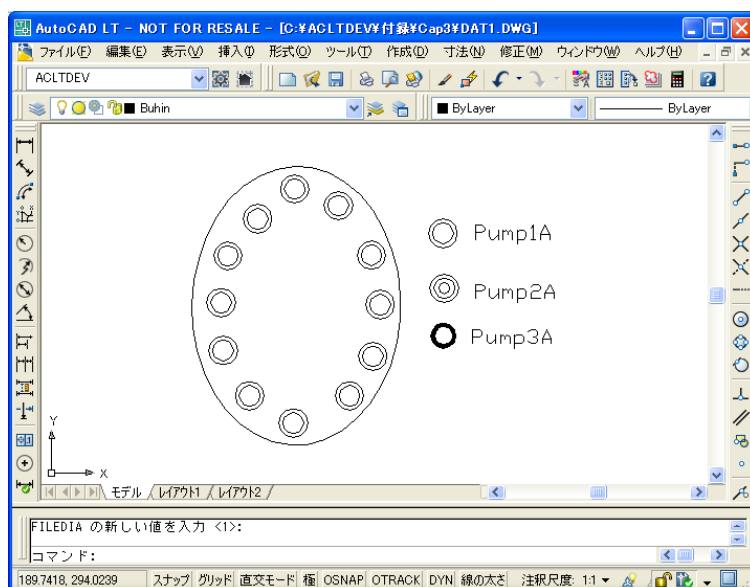 AutoCAD LT - NOT FOR RESALE - [C:¥ACLTDEV¥付録¥Cap3¥DAT1.DWG]
ファイル(F) 編集(E) 表示(V) 挿入(I) 形式(O) ツール(T) 作成(D) 寸法(N) 修正(M) ウィンドウ(W) ヘルプ(H)
ACLTDEV
Buhin ByLayer ByLayer
Pump1A
Pump2A
Pump3A
Y
X
モデル レイアウト1 レイアウト2
FILEDIA の新しい値を入力 <1>:
コマンド:
189.7418, 294.0239 スナップ グリッド 直交モード 極 OSNAP OTRACK DYN 線の太さ 注釈尺度: 1:1